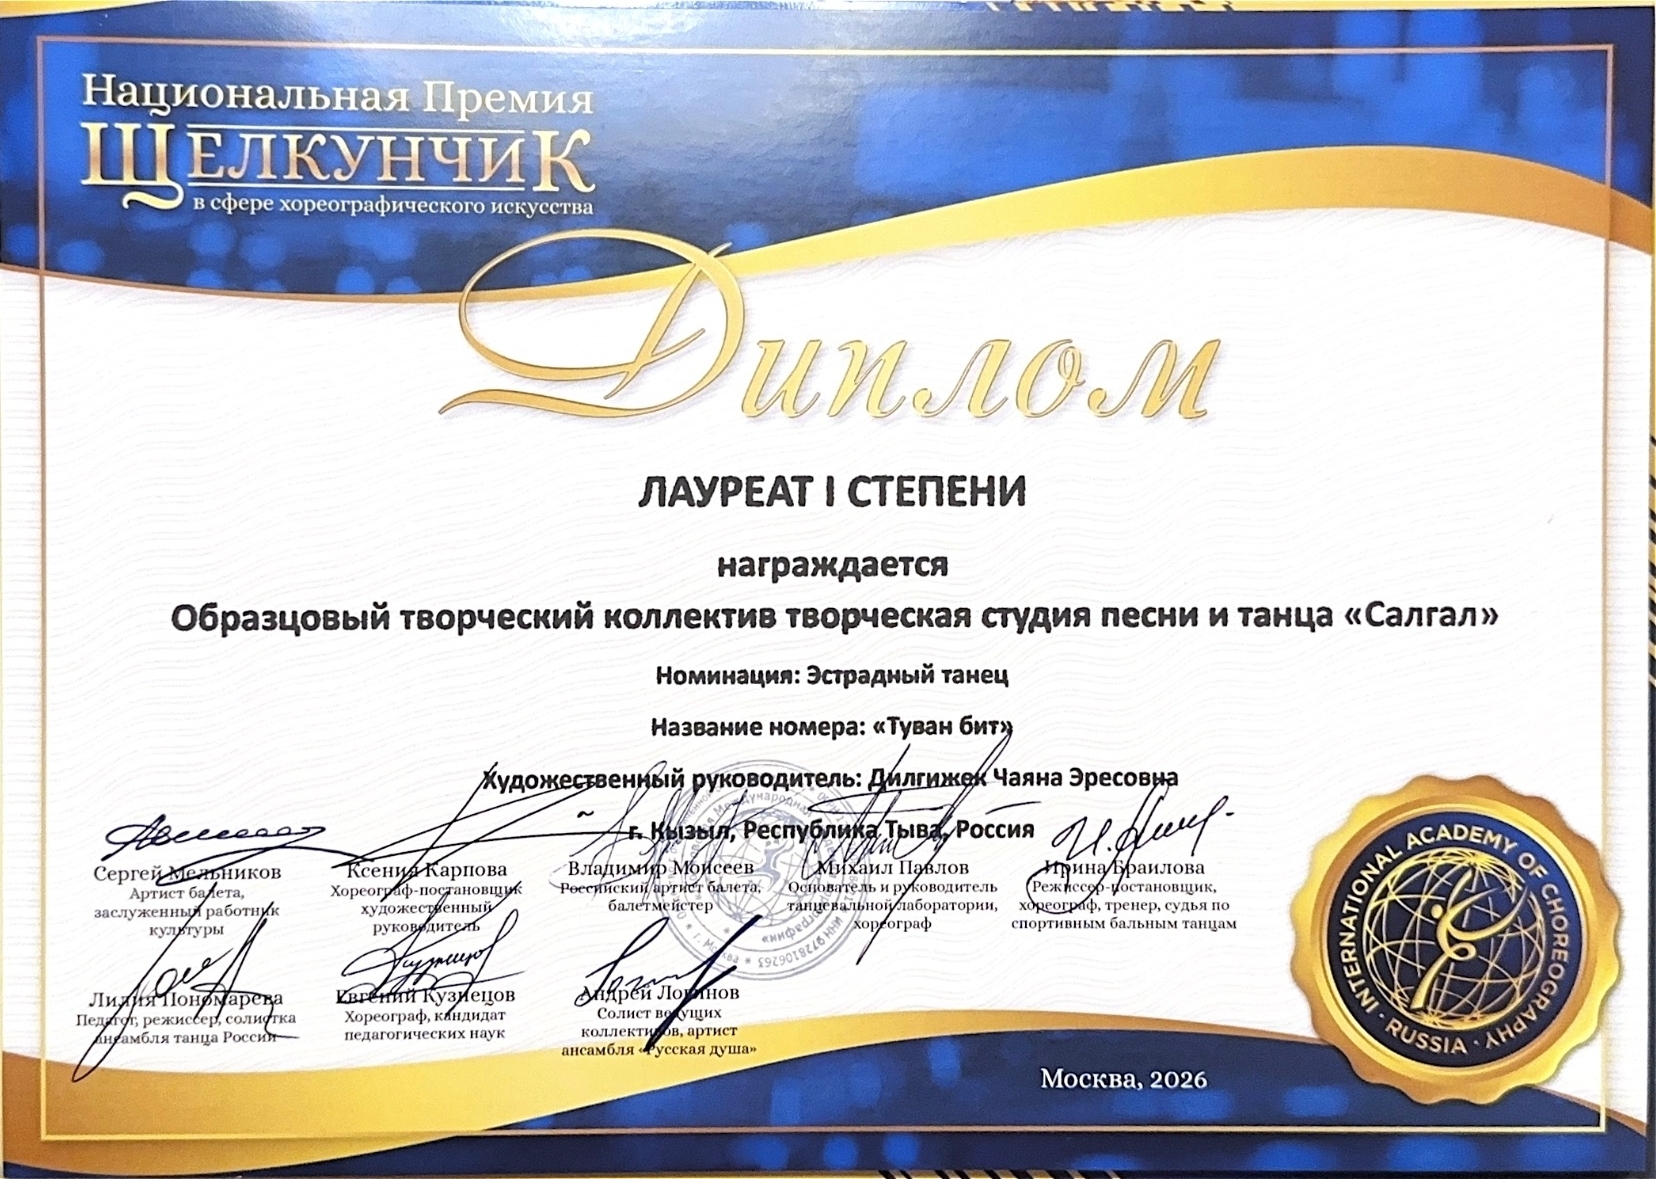 Национальная Премия
ЩЕЛКУНЧИК
в сфере хореографического искусства
Диплом
ЛАУРЕАТ I СТЕПЕНИ
награждается
Образцовый творческий коллектив творческая студия песни и танца «Салгал»
Номинация: Эстрадный танец
Название номера: «Туван бит»
Художественный руководитель: Дилгижек Чаяна Эресовна
г. Кызыл, Республика Тыва, Россия
Сергей Мельников
Артист балета,
заслуженный работник
культуры
Ксения Карпова
Хореограф-постановщик
художественный
руководитель
Владимир Моисеев
Российский артист балета,
балетмейстер
Михаил Павлов
Основатель и руководитель
танцевальной лаборатории,
хореограф
Ирина Браилова
Режиссер-постановщик,
хореограф, тренер, судья по
спортивным бальным танцам
Лилия Пономарева
Педагог, режиссер, солистка
ансамбля танца России
Евгений Кузнецов
Хореограф, кандидат
педагогических наук
Андрей Логинов
Солист ведущих
коллективов, артист
ансамбля «Русская душа»
INTERNATIONAL ACADEMY OF CHOREOGRAPHY · RUSSIA ·
Москва, 2026